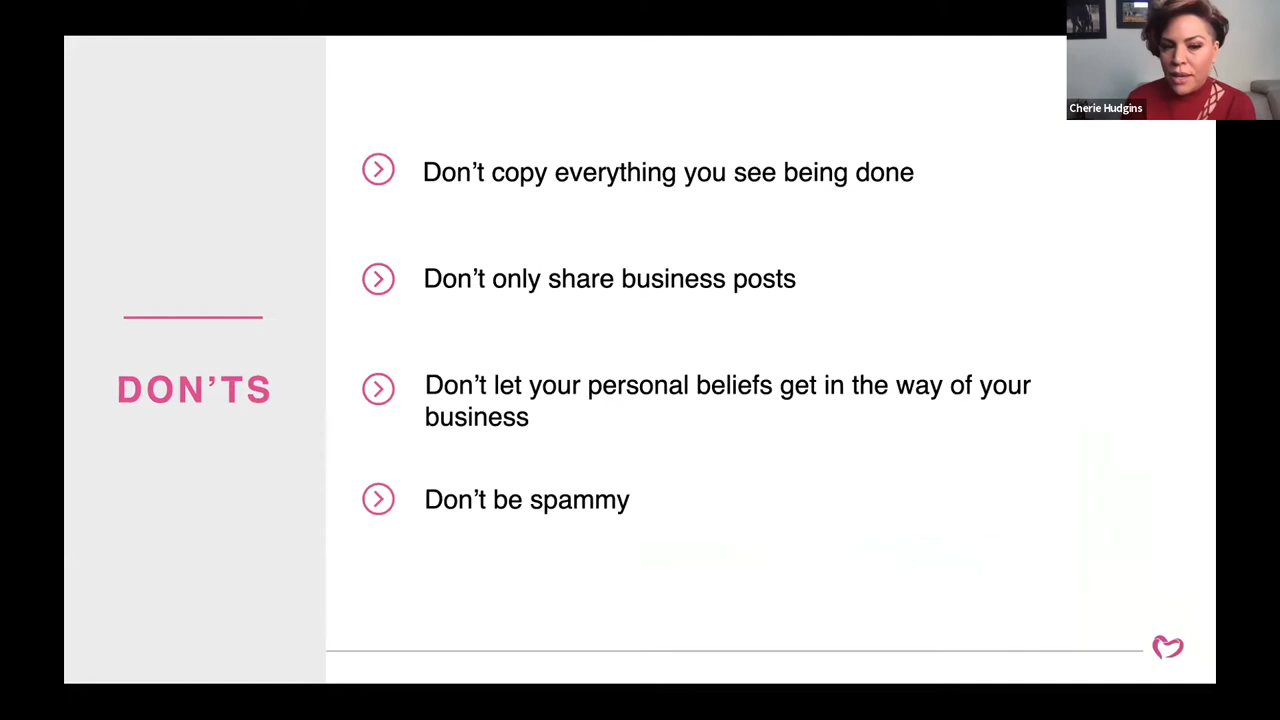 Cherie Hudgins
DON’TS
Don’t copy everything you see being done
Don’t only share business posts
Don’t let your personal beliefs get in the way of your
business
Don’t be spammy